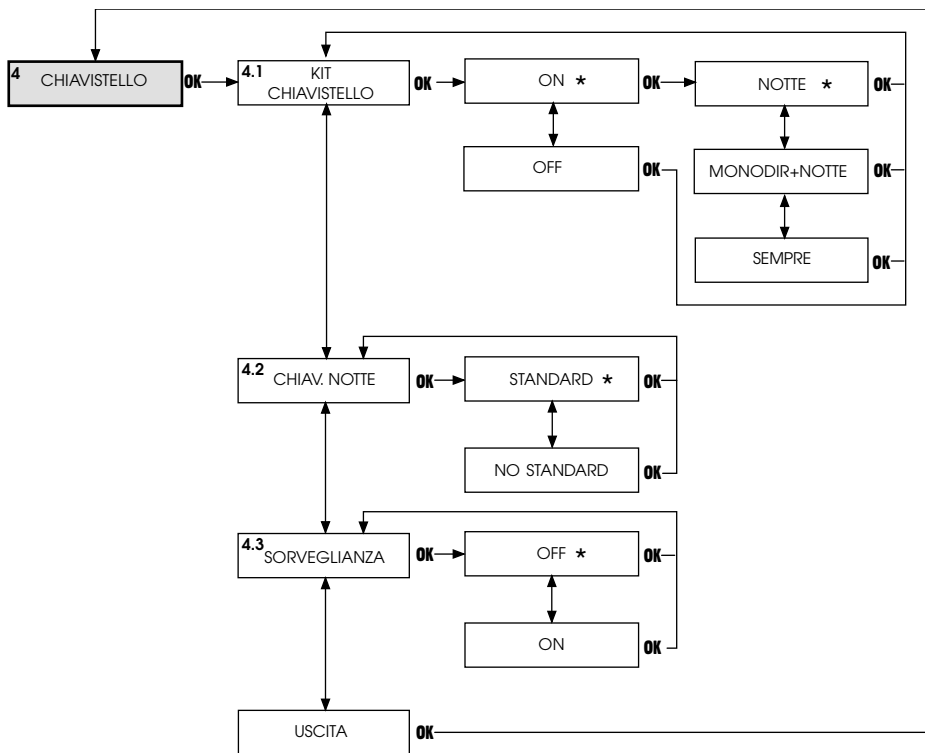 4 CHIAVISTELLO OK
4.1 KIT CHIAVISTELLO OK
ON * OK
NOTTE * OK
OFF OK
MONODIR+NOTTE OK
SEMPRE OK
4.2 CHIAV. NOTTE OK
STANDARD * OK
NO STANDARD OK
4.3 SORVEGLIANZA OK
OFF * OK
ON OK
USCITA OK